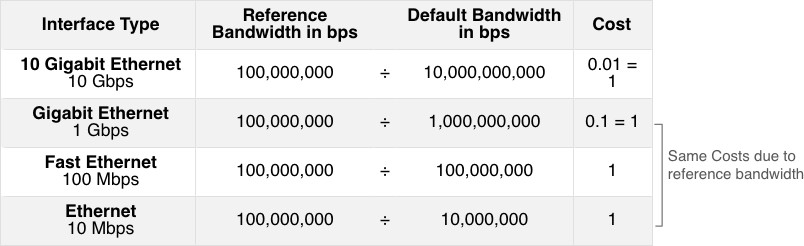 Interface Type
Reference
Bandwidth in bps
Default Bandwidth
in bps
Cost
10 Gigabit Ethernet
10 Gbps
100,000,000 ÷ 10,000,000,000
0.01 =
1
Gigabit Ethernet
1 Gbps
100,000,000 ÷ 1,000,000,000 0.1 = 1
Fast Ethernet
100 Mbps
100,000,000 ÷ 100,000,000 1
Ethernet
10 Mbps
100,000,000 ÷ 10,000,000 1
Same Costs due to
reference bandwidth